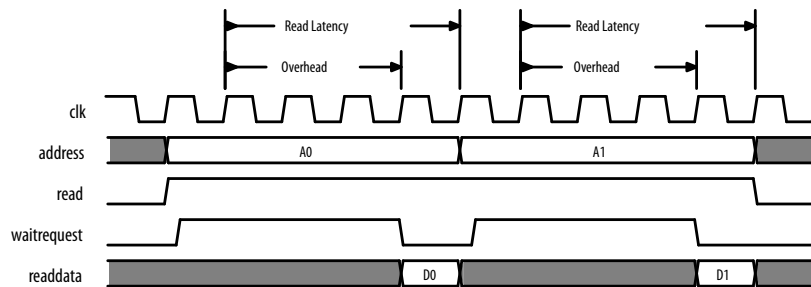 Read Latency Read Latency
Overhead Overhead
clk
address A0 A1
read
waitrequest
readdata D0 D1